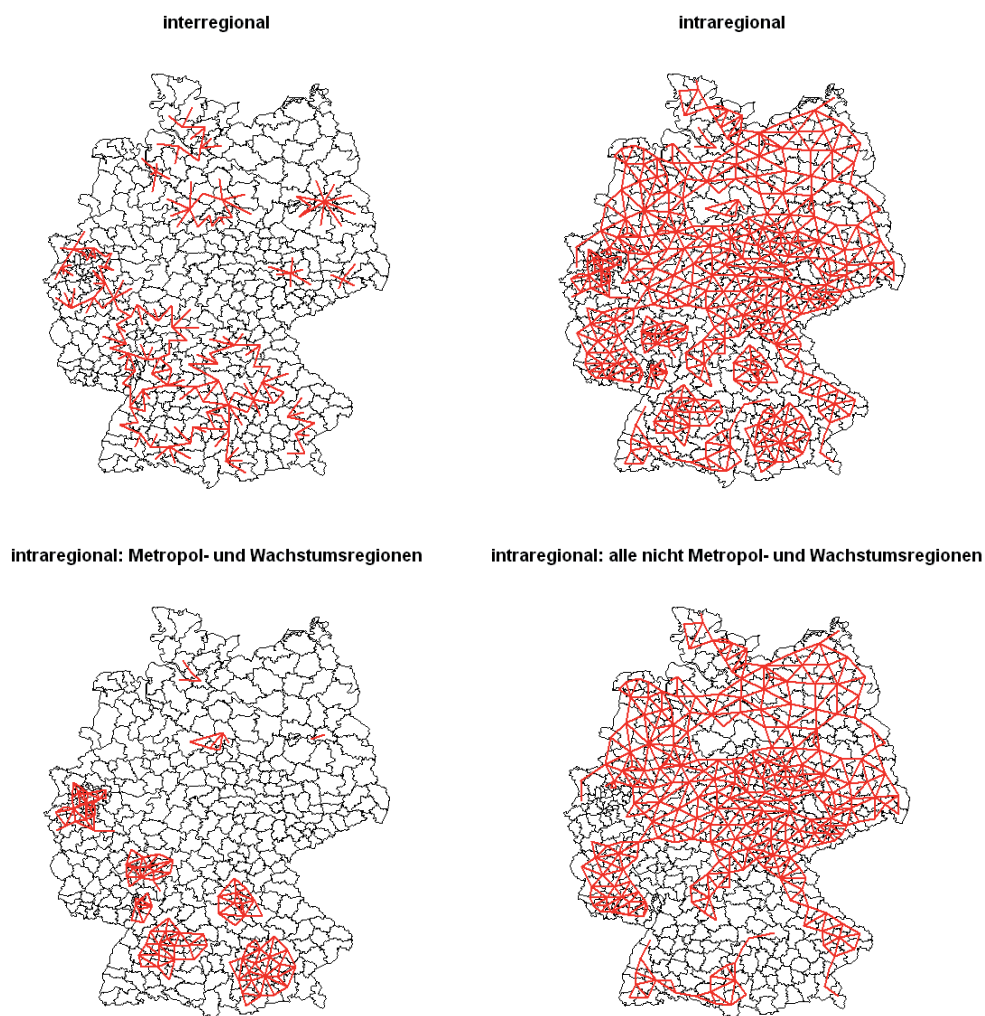 interregional
intraregional
intraregional: Metropol- und Wachstumsregionen
intraregional: alle nicht Metropol- und Wachstumsregionen